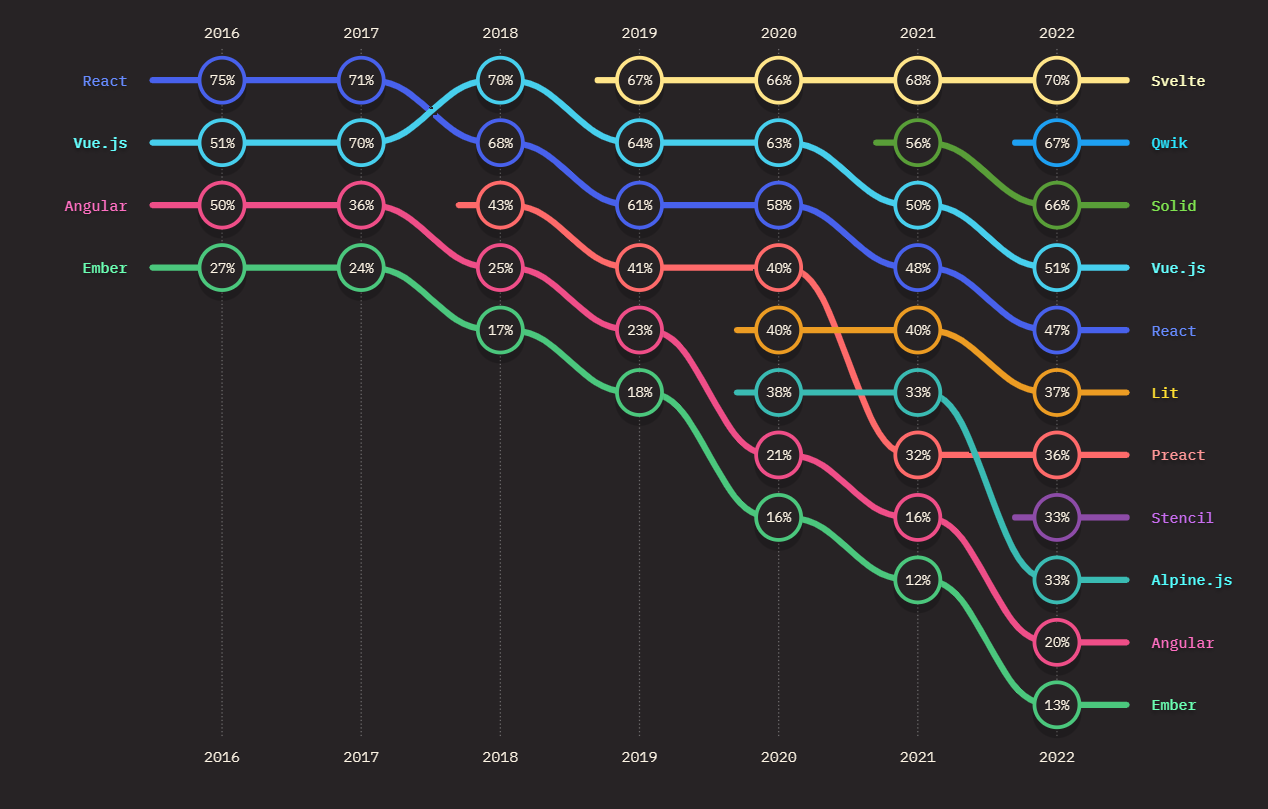 2016 2017 2018 2019 2020 2021 2022
React 75% 71% 70% 67% 66% 68% 70% Svelte
Vue.js 51% 70% 68% 64% 63% 56% 67% Qwik
Angular 50% 36% 43% 61% 58% 50% 66% Solid
Ember 27% 24% 25% 41% 40% 48% 51% Vue.js
17% 23% 40% 40% 47% React
18% 38% 33% 37% Lit
21% 32% 36% Preact
16% 16% 33% Stencil
12% 33% Alpine.js
20% Angular
13% Ember
2016 2017 2018 2019 2020 2021 2022